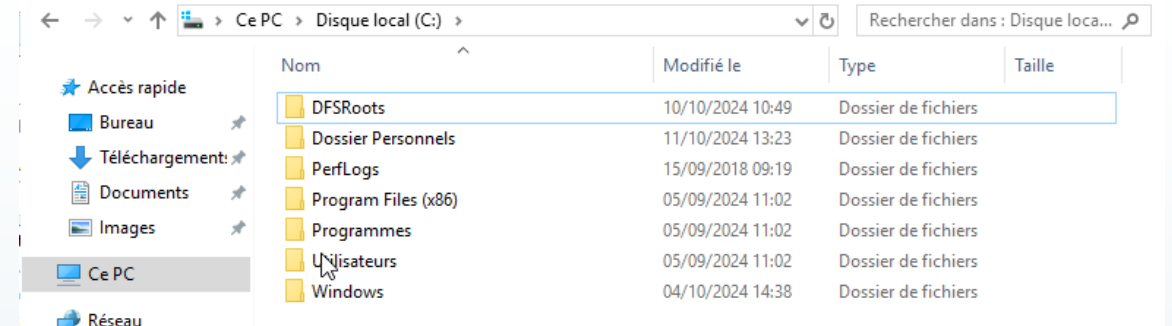 Ce PC > Disque local (C:) >
Rechercher dans : Disque loca...
Nom Modifié le Type Taille
Accès rapide
Bureau
Téléchargement:
Documents
Images
Ce PC
Réseau
DFSRoots 10/10/2024 10:49 Dossier de fichiers
Dossier Personnels 11/10/2024 13:23 Dossier de fichiers
PerfLogs 15/09/2018 09:19 Dossier de fichiers
Program Files (x86) 05/09/2024 11:02 Dossier de fichiers
Programmes 05/09/2024 11:02 Dossier de fichiers
Utilisateurs 05/09/2024 11:02 Dossier de fichiers
Windows 04/10/2024 14:38 Dossier de fichiers